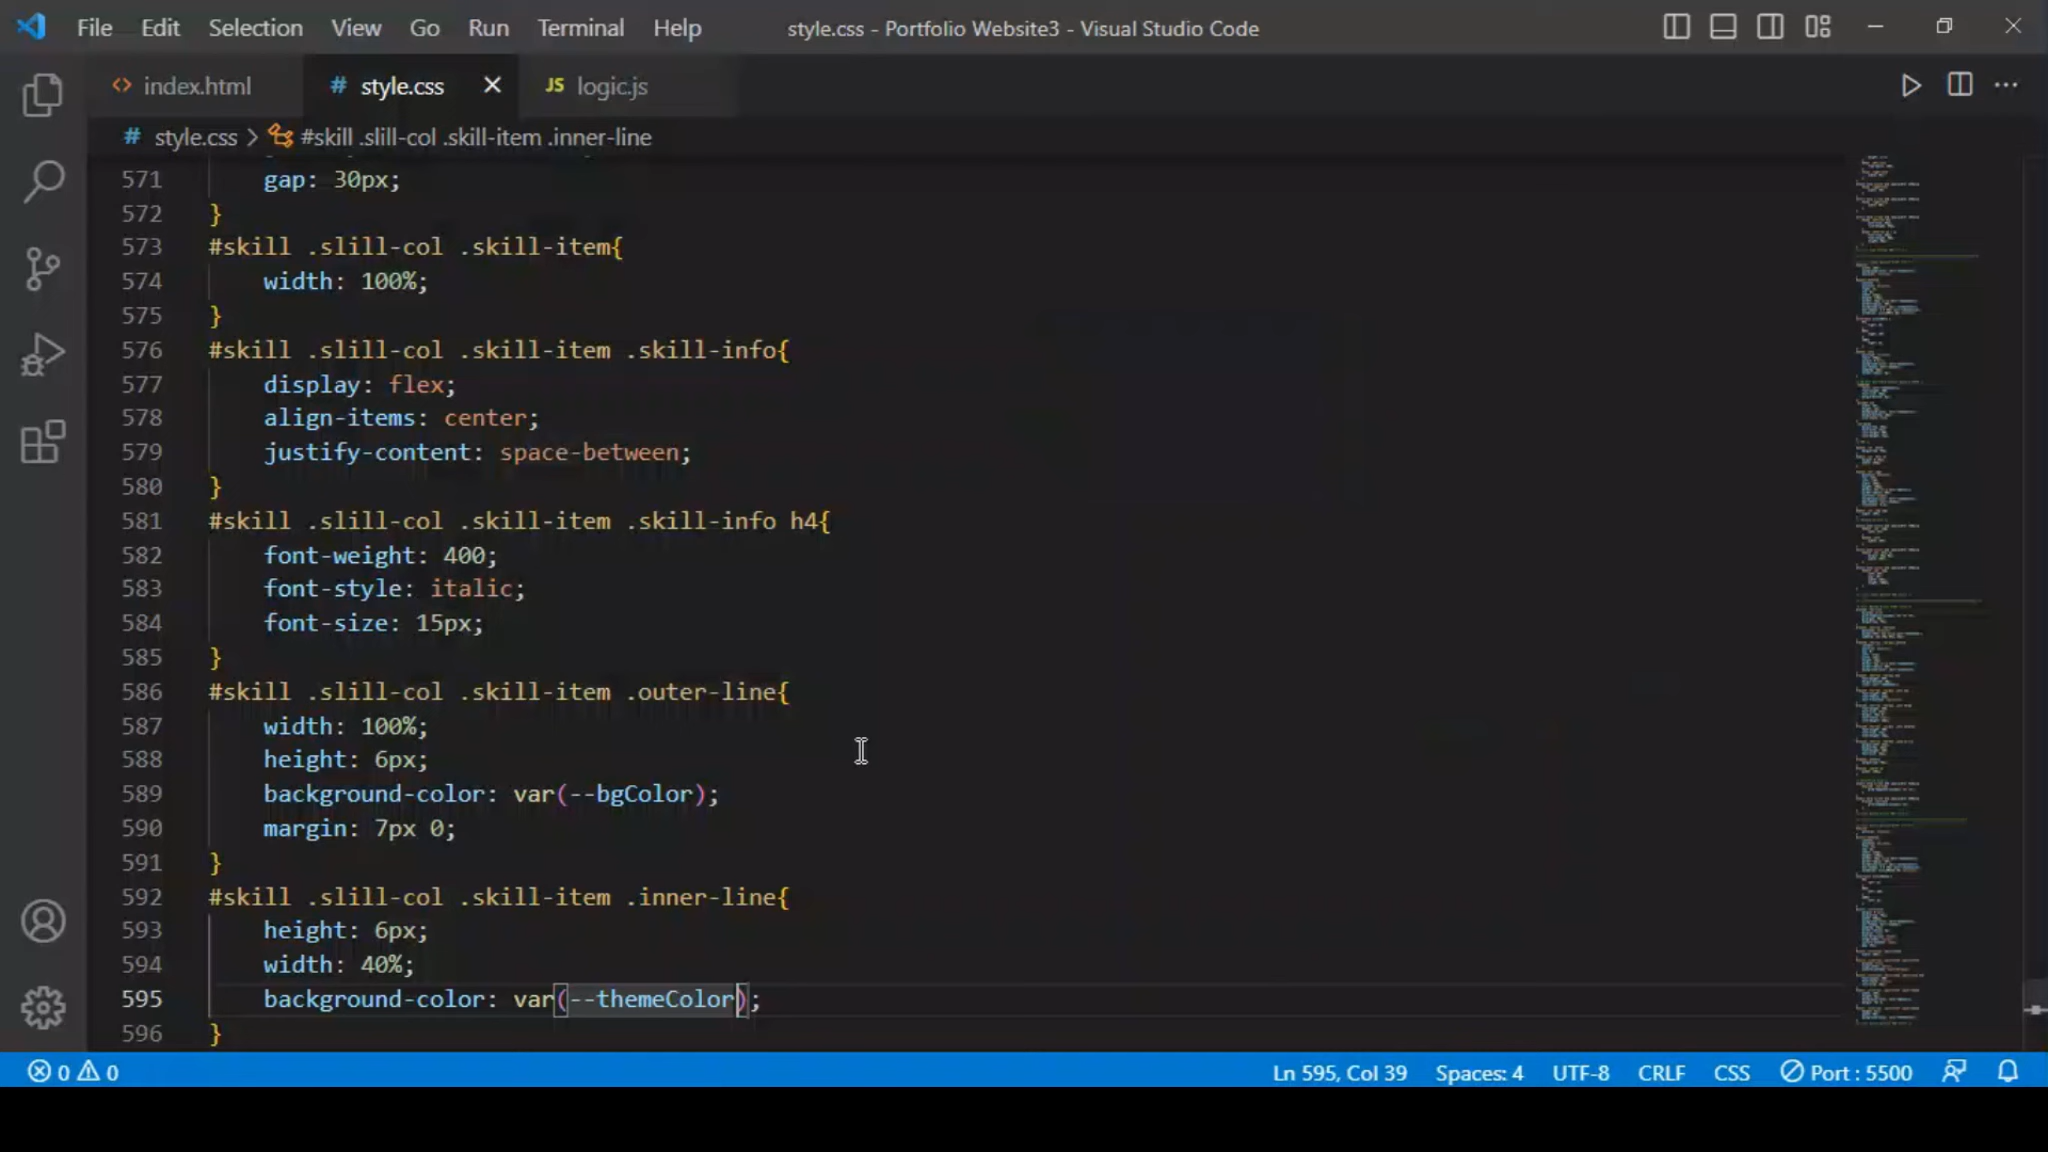 File Edit Selection View Go Run Terminal Help style.css - Portfolio Website3 - Visual Studio Code
<> index.html # style.css JS logic.js
# style.css > #skill .slill-col .skill-item .inner-line
571 gap: 30px;
572 }
573 #skill .slill-col .skill-item{
574 width: 100%;
575 }
576 #skill .slill-col .skill-item .skill-info{
577 display: flex;
578 align-items: center;
579 justify-content: space-between;
580 }
581 #skill .slill-col .skill-item .skill-info h4{
582 font-weight: 400;
583 font-style: italic;
584 font-size: 15px;
585 }
586 #skill .slill-col .skill-item .outer-line{
587 width: 100%;
588 height: 6px;
589 background-color: var(--bgColor);
590 margin: 7px 0;
591 }
592 #skill .slill-col .skill-item .inner-line{
593 height: 6px;
594 width: 40%;
595 background-color: var(--themeColor);
596 }
0 0 Ln 595, Col 39 Spaces: 4 UTF-8 CRLF CSS Port : 5500